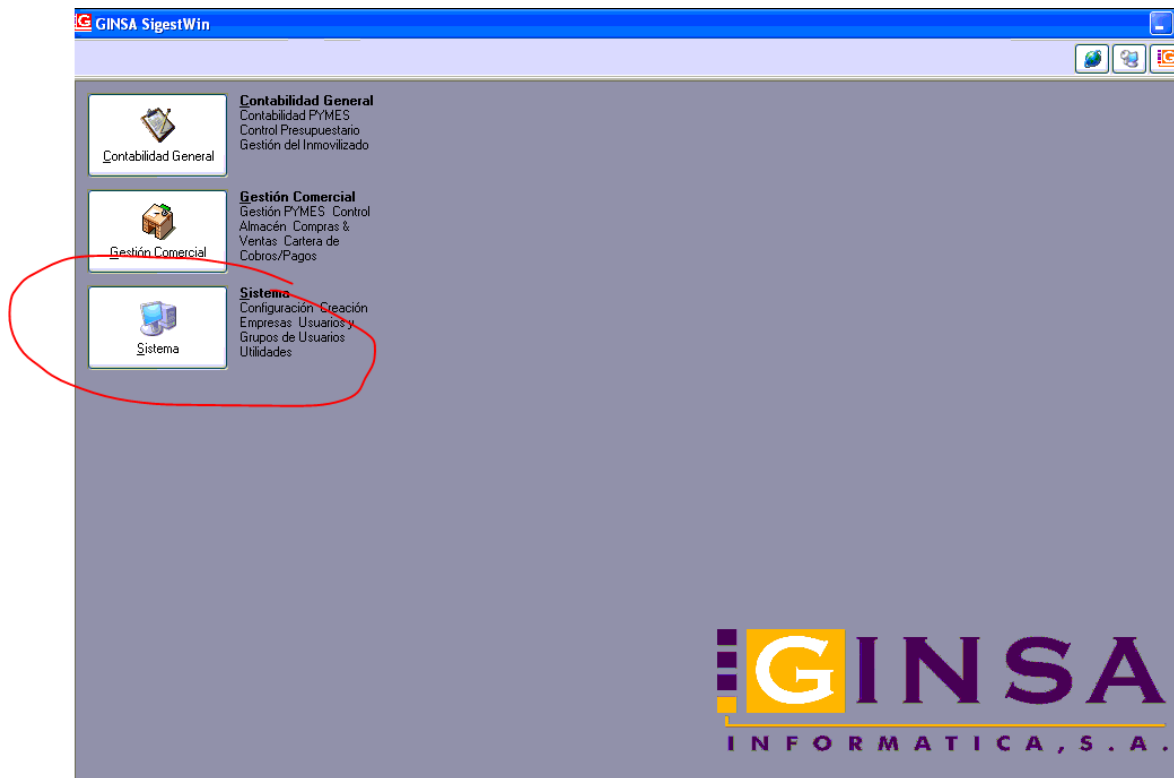 GINSA SigestWin
Contabilidad General
Contabilidad General
Contabilidad PYMES
Control Presupuestario
Gestión del Inmovilizado
Gestión Comercial
Gestión Comercial
Gestión PYMES Control
Almacén Compras &
Ventas Cartera de
Cobros/Pagos
Sistema
Sistema
Configuración Creación
Empresas Usuarios y
Grupos de Usuarios
Utilidades
GINSA
INFORMATICA, S.A.